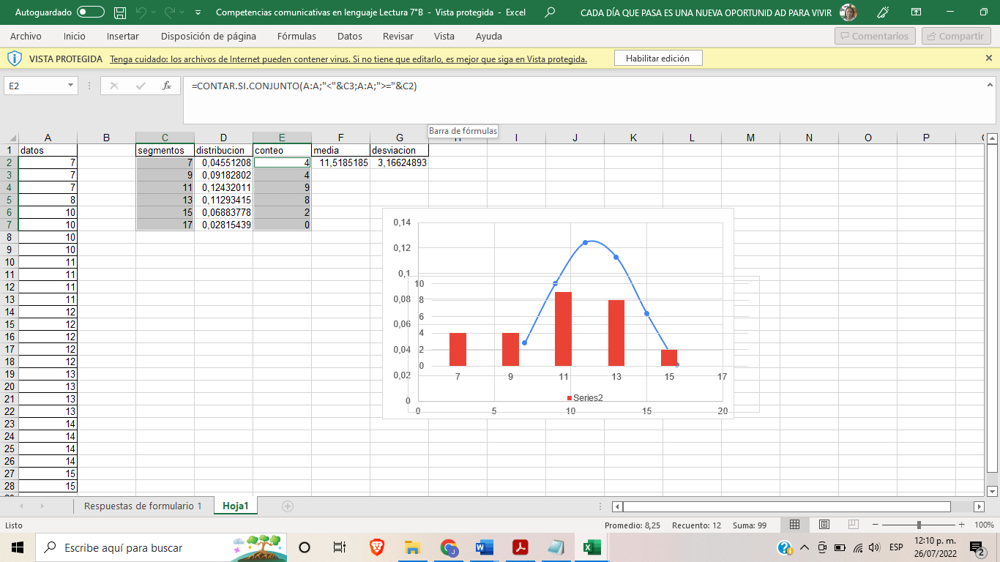 Autoguardado
Competencias comunicativas en lenguaje Lectura 7°B - Vista protegida - Excel
CADA DÍA QUE PASA ES UNA NUEVA OPORTUNID AD PARA VIVIR
Archivo Inicio Insertar Disposición de página Fórmulas Datos Revisar Vista Ayuda Comentarios Compartir
VISTA PROTEGIDA Tenga cuidado: los archivos de Internet pueden contener virus. Si no tiene que editarlo, es mejor que siga en Vista protegida. Habilitar edición
E2 fx =CONTAR.SI.CONJUNTO(A:A;"<"&C3;A:A;">="&C2)
Barra de fórmulas
A B C D E F G H I J K L M N O P
1 datos segmentos distribucion conteo media desviacion
2 7 7 0,04551208 4 11,5185185 3,16624893
3 7 9 0,09182802 4
4 7 11 0,12432011 9
5 8 13 0,11293415 8
6 10 15 0,06883778 2
7 10 17 0,02815439 0
8 10
9 10
10 11
11 11
12 11
13 11
14 12
15 12
16 12
17 12
18 12
19 13
20 13
21 13
22 13
23 14
24 14
25 14
26 14
27 15
28 15
0,14
0,12
0,1
10
0,08 8
6
0,06
4
0,04 2
0
0,02
7 9 11 13 15 17
Series2
0
0 5 10 15 20
Respuestas de formulario 1 Hoja1
Listo Promedio: 8,25 Recuento: 12 Suma: 99 100%
Escribe aquí para buscar
ESP
12:10 p. m.
26/07/2022
2